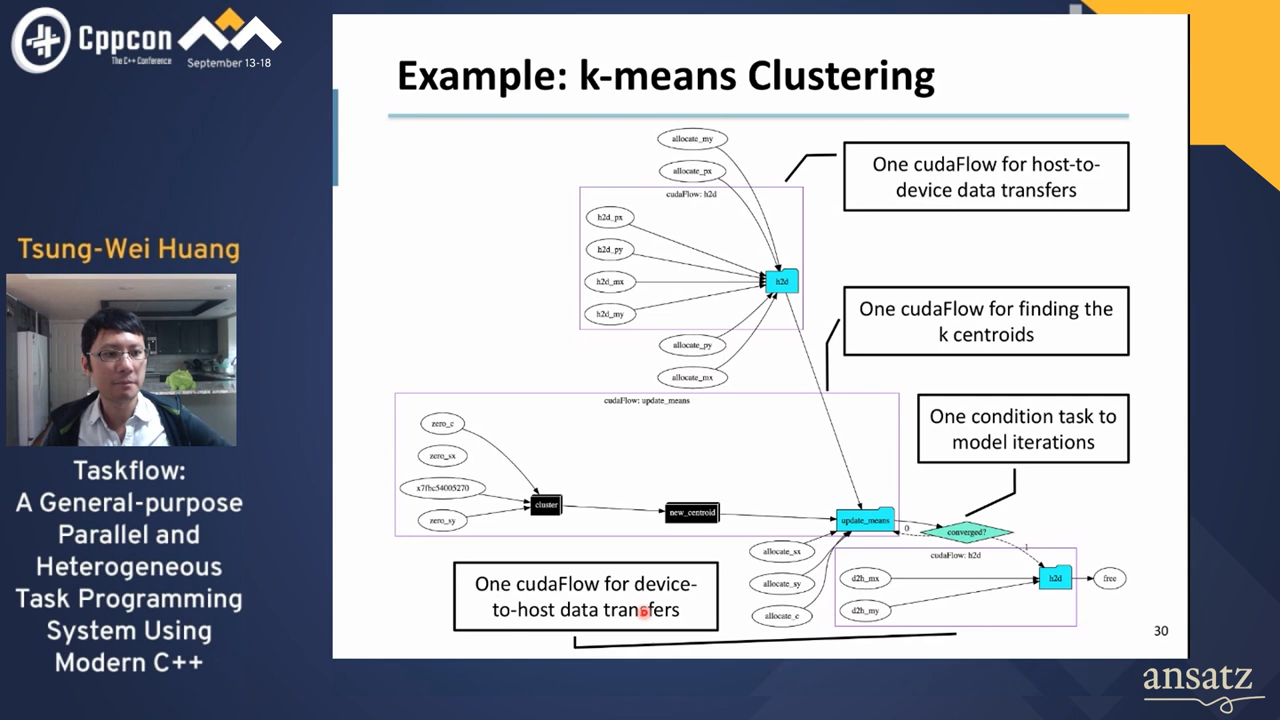 Cppcon
The C++ Conference
September 13-18
Tsung-Wei Huang
Taskflow:
A General-purpose
Parallel and
Heterogeneous
Task Programming
System Using
Modern C++
Example: k-means Clustering
allocate_my
allocate_px
cudaFlow: h2d
h2d_px
h2d_py
h2d_mx
h2d_my
h2d
allocate_py
allocate_mx
One cudaFlow for host-to-
device data transfers
One cudaFlow for finding the
k centroids
One condition task to
model iterations
cudaFlow: update_means
zero_c
zero_sx
x7fbc54005270
zero_sy
cluster
new_centroid
update_means
0
converged?
1
allocate_sx
allocate_sy
allocate_c
cudaFlow: h2d
d2h_mx
d2h_my
h2d
free
One cudaFlow for device-
to-host data transfers
30
ansatz